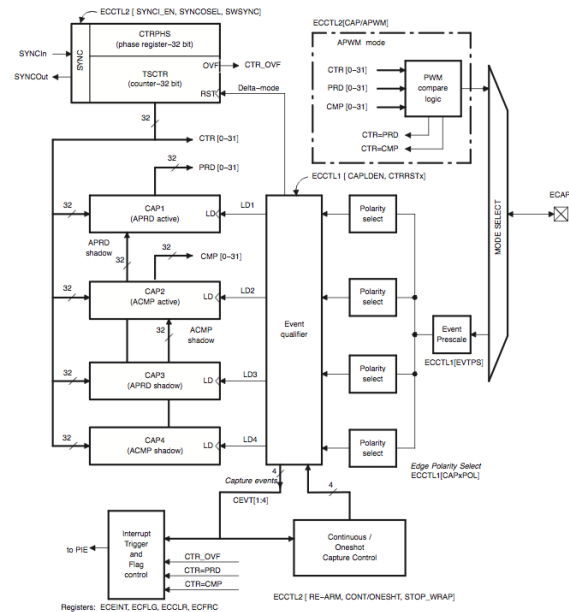 ECCTL2 [ SYNCI_EN, SYNCOSEL, SWSYNC]
ECCTL2[CAP/APWM]
CTRPHS
(phase register−32 bit)
APWM mode
SYNCIn
SYNC
SYNCOut
TSCTR
(counter−32 bit)
OVF
CTR_OVF
RST
Delta−mode
CTR [0−31]
PRD [0−31]
CMP [0−31]
PWM
compare
logic
CTR=PRD
CTR=CMP
32
CTR [0−31]
32
PRD [0−31]
ECCTL1 [ CAPLDEN, CTRRSTx]
32
CAP1
(APRD active)
LD
LD1
Polarity
select
ECAPx
MODE SELECT
APRD
shadow
32
32
CMP [0−31]
32
CAP2
(ACMP active)
LD
LD2
Event
qualifier
Polarity
select
32
ACMP
shadow
Event
Prescale
ECCTL1[EVTPS]
32
CAP3
(APRD shadow)
LD
LD3
Polarity
select
32
CAP4
(ACMP shadow)
LD
LD4
Polarity
select
4
Capture events
4
CEVT[1:4]
Edge Polarity Select
ECCTL1[CAPxPOL]
to PIE
Interrupt
Trigger
and
Flag
control
CTR_OVF
CTR=PRD
CTR=CMP
Continuous /
Oneshot
Capture Control
ECCTL2 [ RE−ARM, CONT/ONESHT, STOP_WRAP]
Registers: ECEINT, ECFLG, ECCLR, ECFRC